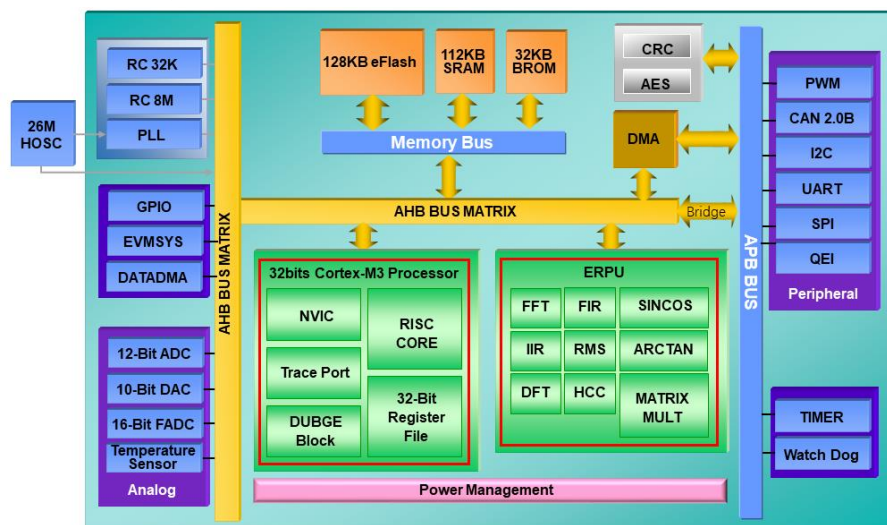 26M
HOSC
RC 32K
RC 8M
PLL
GPIO
EVMSYS
DATADMA
12-Bit ADC
10-Bit DAC
16-Bit FADC
Temperature
Sensor
Analog
AHB BUS MATRIX
128KB eFlash
112KB
SRAM
32KB
BROM
Memory Bus
AHB BUS MATRIX
CRC
AES
DMA
Bridge
32bits Cortex-M3 Processor
NVIC
Trace Port
DUBGE
Block
RISC
CORE
32-Bit
Register
File
ERPU
FFT
FIR
SINCOS
IIR
RMS
ARCTAN
DFT
HCC
MATRIX
MULT
Power Management
APB BUS
PWM
CAN 2.0B
I2C
UART
SPI
QEI
Peripheral
TIMER
Watch Dog